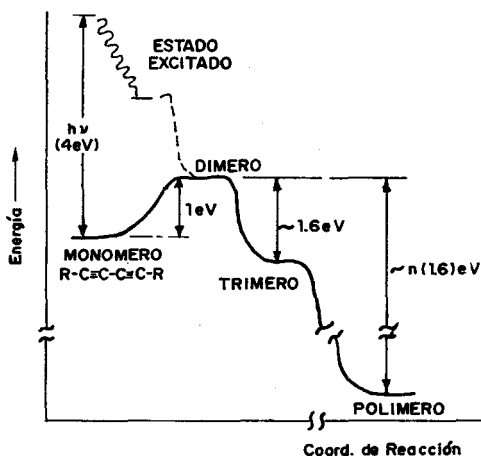 ESTADO
EXCITADO
hν
(4eV)
DIMERO
1eV
~1.6eV
~n(1.6)eV
MONOMERO
R-C≡C-C≡C-R
TRIMERO
POLIMERO
Energía
Coord. de Reacción